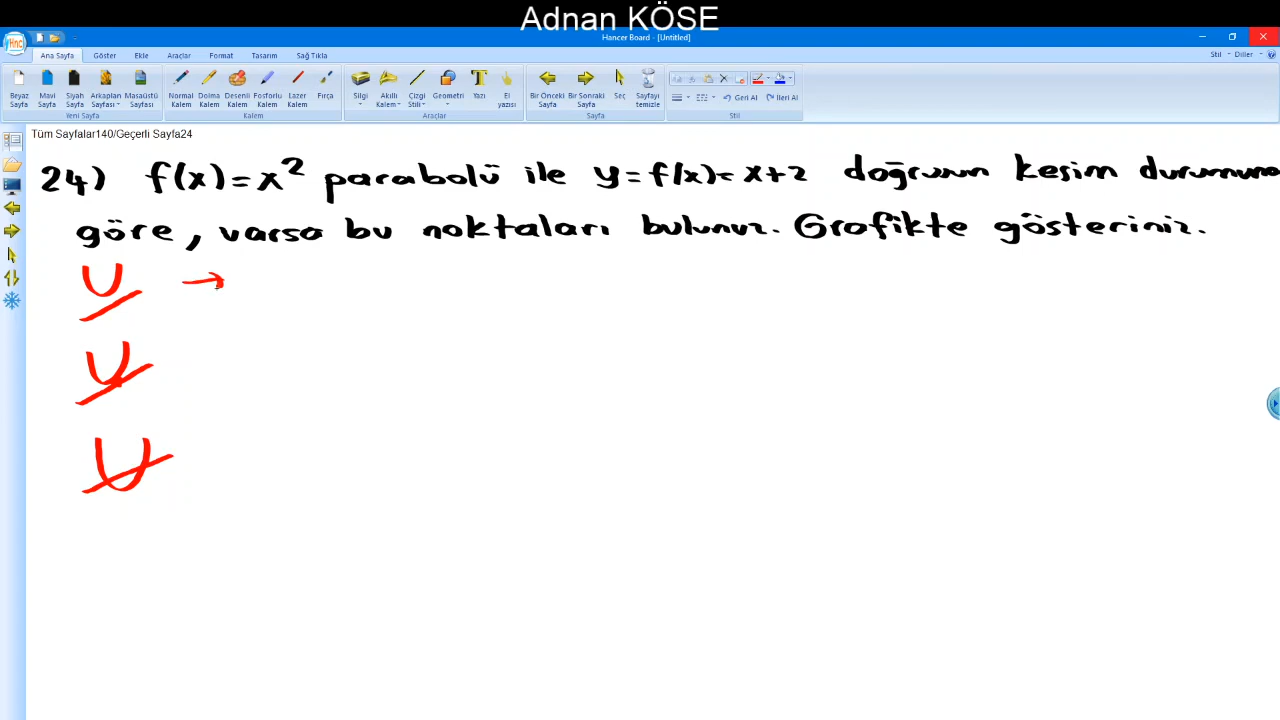 Adnan KÖSE
Hancer Board - [Untitled]
Hnc
Ana Sayfa Göster Ekle Araçlar Format Tasarım Sağ Tıkla
Stil Diller
Beyaz Sayfa Mavi Sayfa Siyah Sayfa Arkaplan Sayfası Masaüstü Sayfası
Normal Kalem Dolma Kalem Desenli Kalem Fosforlu Kalem Lazer Kalem Fırça
Silgi Akıllı Kalem Çizgi Stili Geometri Yazı El yazısı
Bir Önceki Sayfa Bir Sonraki Sayfa Seç Sayfayı temizle
Geri Al İleri Al
Yeni Sayfa Kalem Araçlar Sayfa Stil
Tüm Sayfalar140/Geçerli Sayfa24
24) f(x)=x² parabolü ile y=f(x)=x+2 doğrusun kesim durumuna
göre, varsa bu noktaları bulunuz. Grafikte gösteriniz.